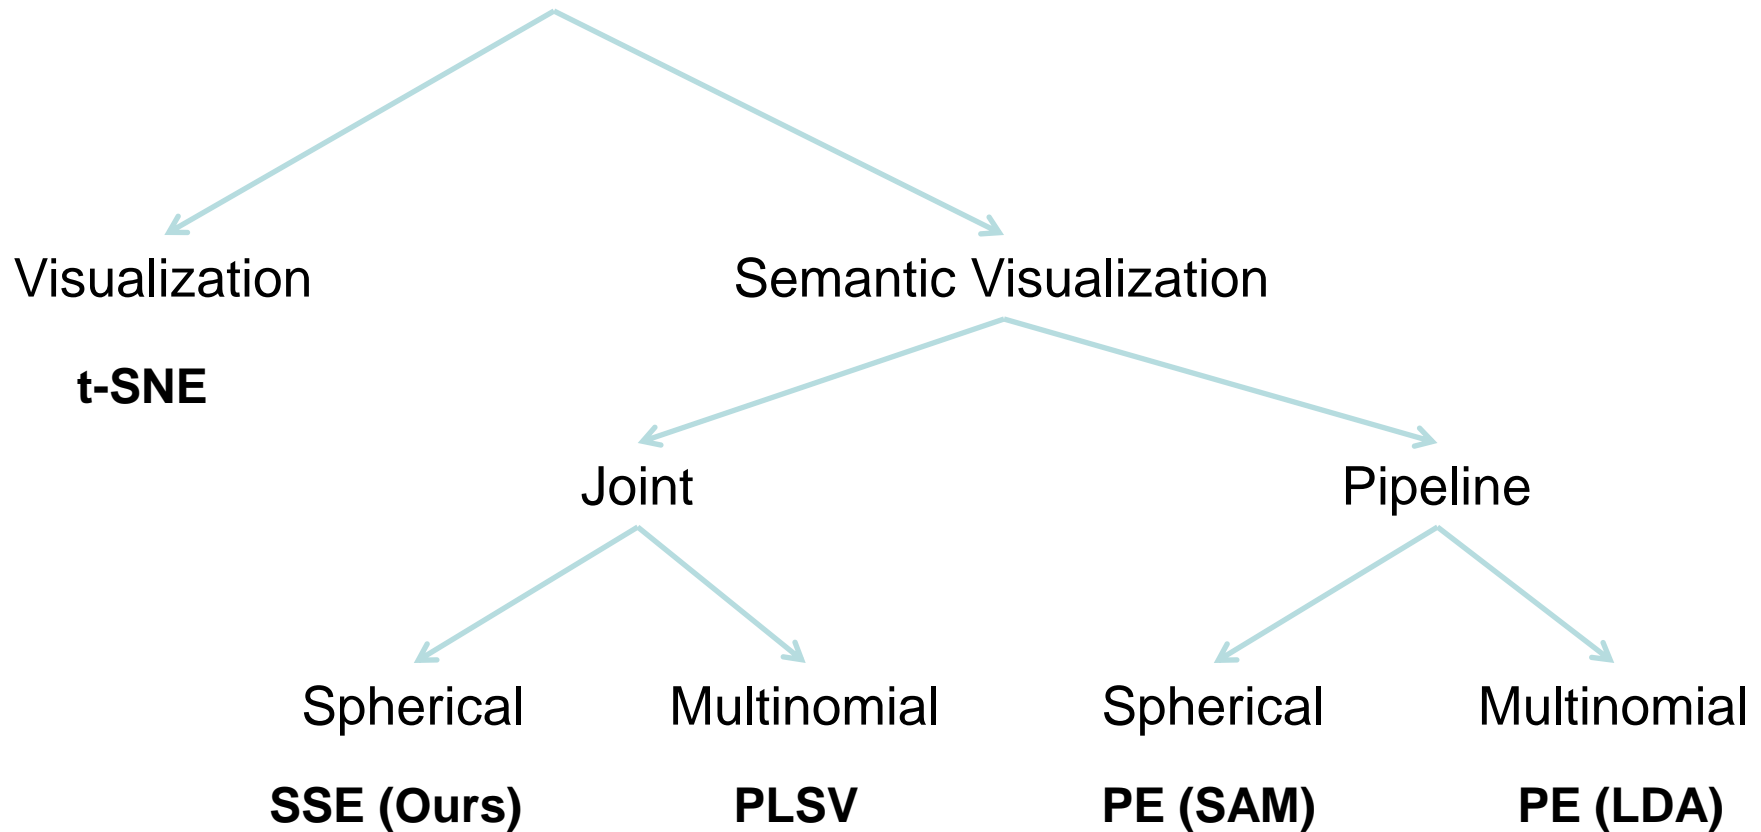 Visualization
Semantic Visualization
t-SNE
Joint
Pipeline
Spherical
Multinomial
Spherical
Multinomial
SSE (Ours)
PLSV
PE (SAM)
PE (LDA)